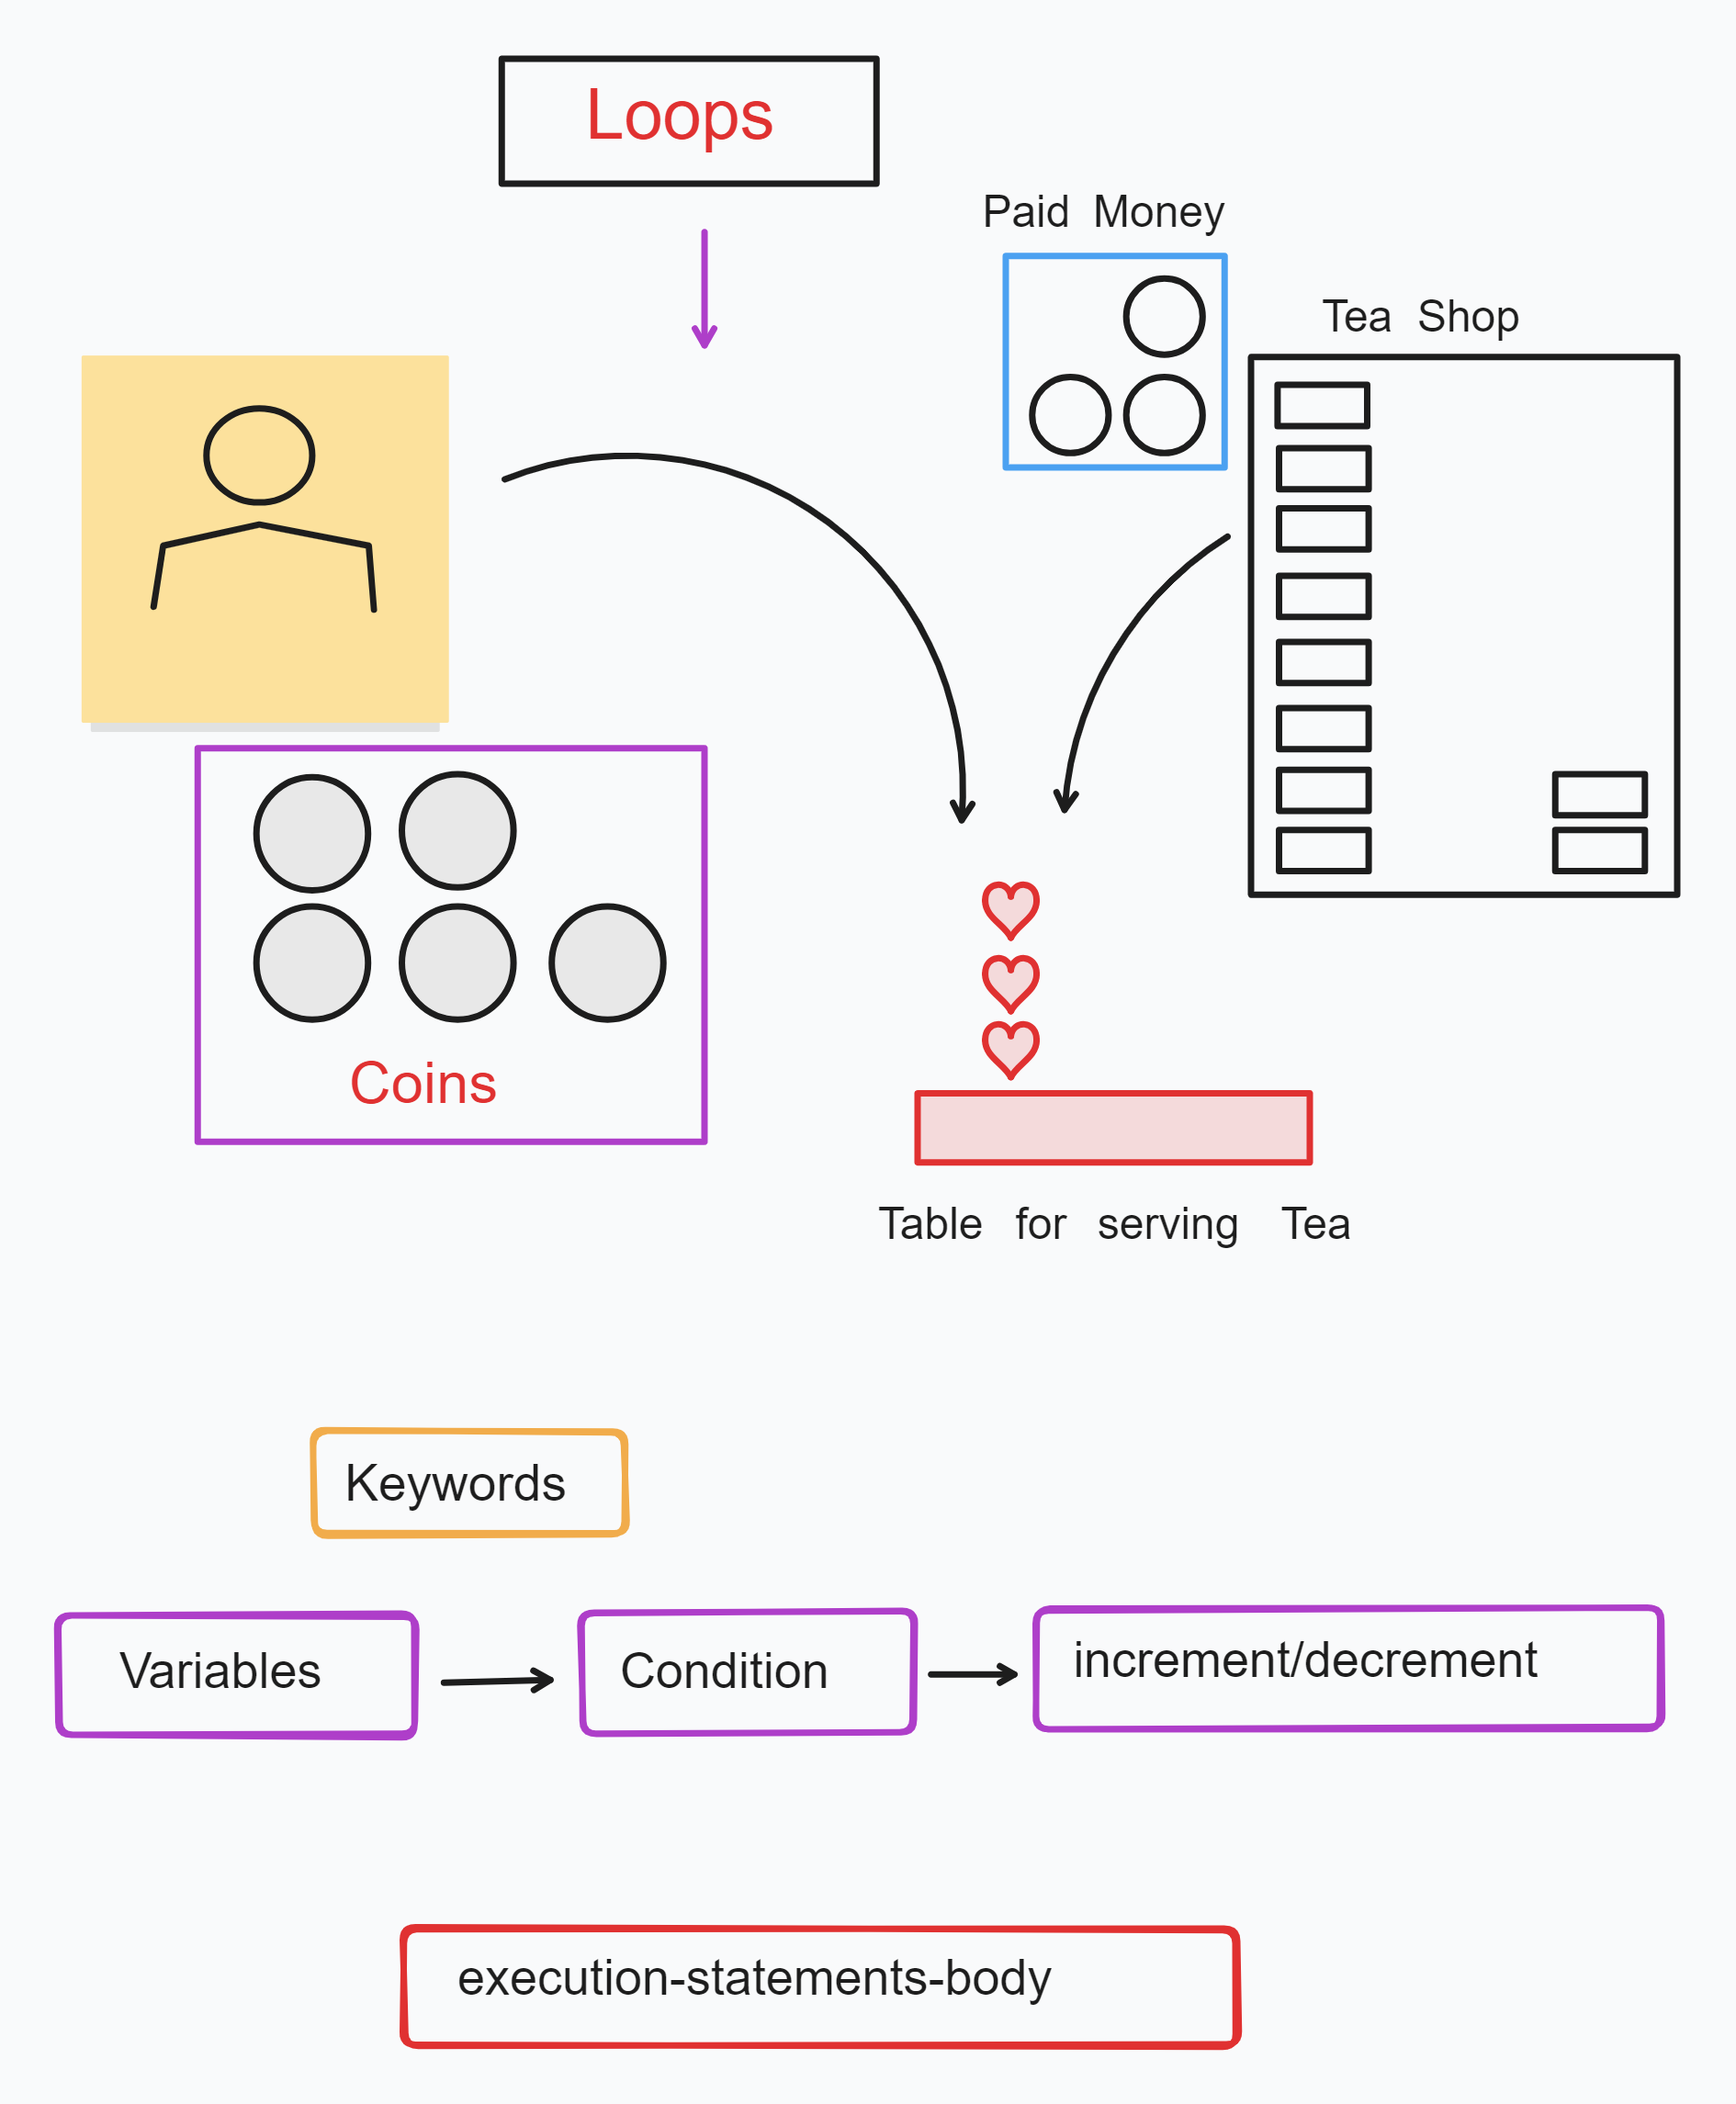 Loops
Paid Money
Tea Shop
Coins
Table for serving Tea
Keywords
Variables
Condition
increment/decrement
execution-statements-body